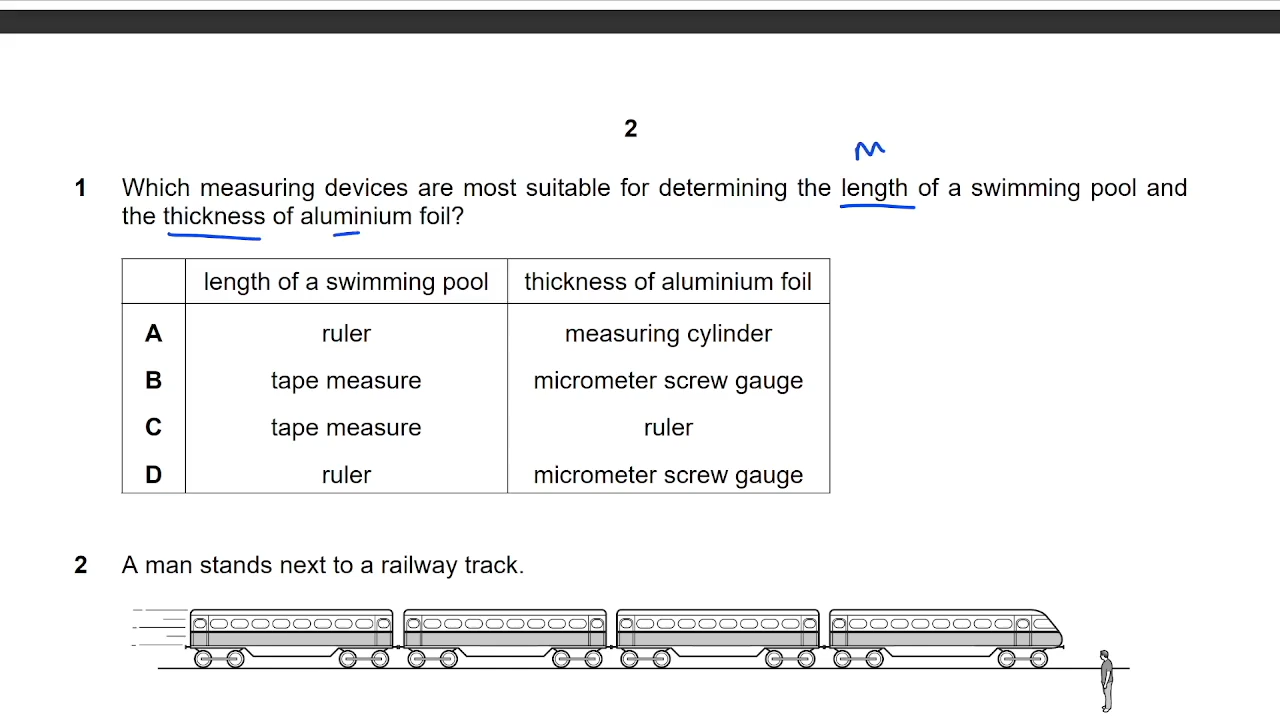 2
m
1 Which measuring devices are most suitable for determining the length of a swimming pool and
the thickness of aluminium foil?
length of a swimming pool thickness of aluminium foil
A ruler measuring cylinder
B tape measure micrometer screw gauge
C tape measure ruler
D ruler micrometer screw gauge
2 A man stands next to a railway track.